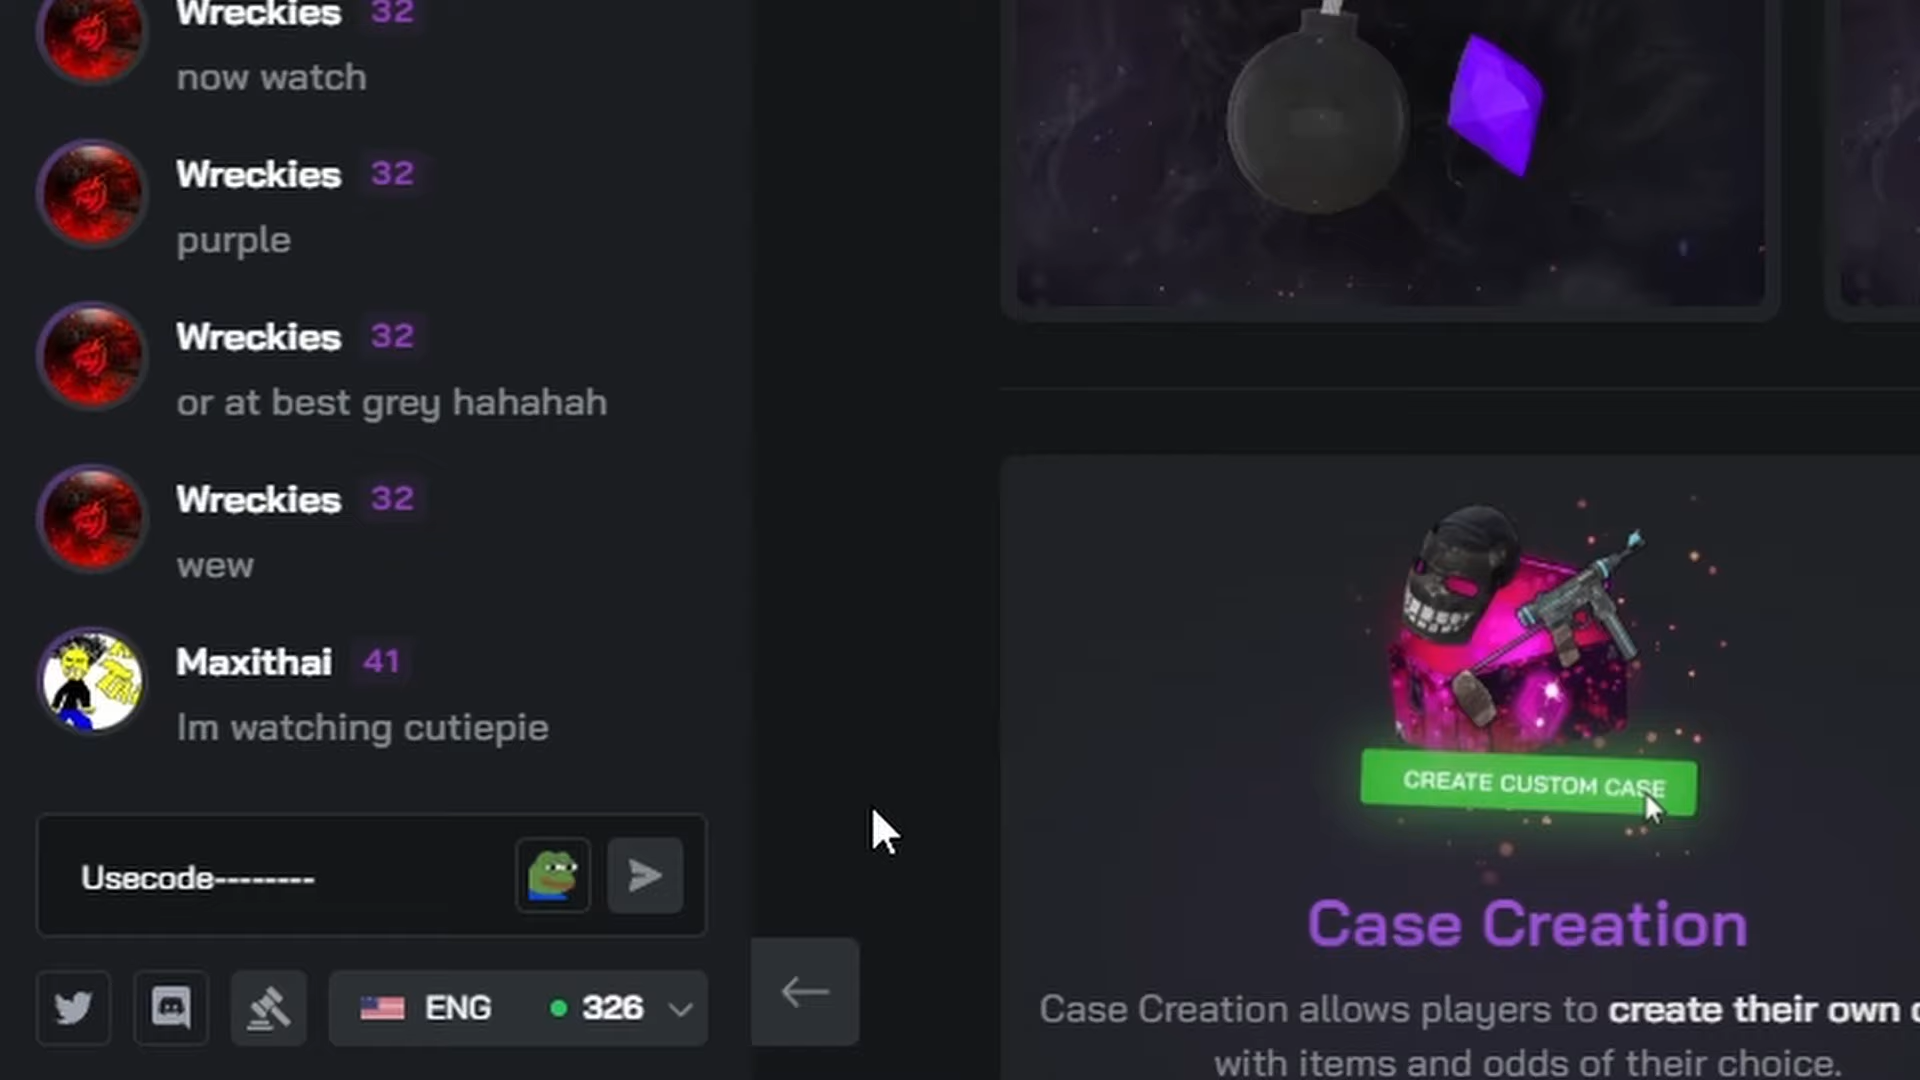 Wreckies 32
now watch
Wreckies 32
purple
Wreckies 32
or at best grey hahahah
Wreckies 32
wew
Maxithai 41
Im watching cutiepie
Usecode--------
ENG 326
CREATE CUSTOM CASE
Case Creation
Case Creation allows players to create their own
with items and odds of their choice.